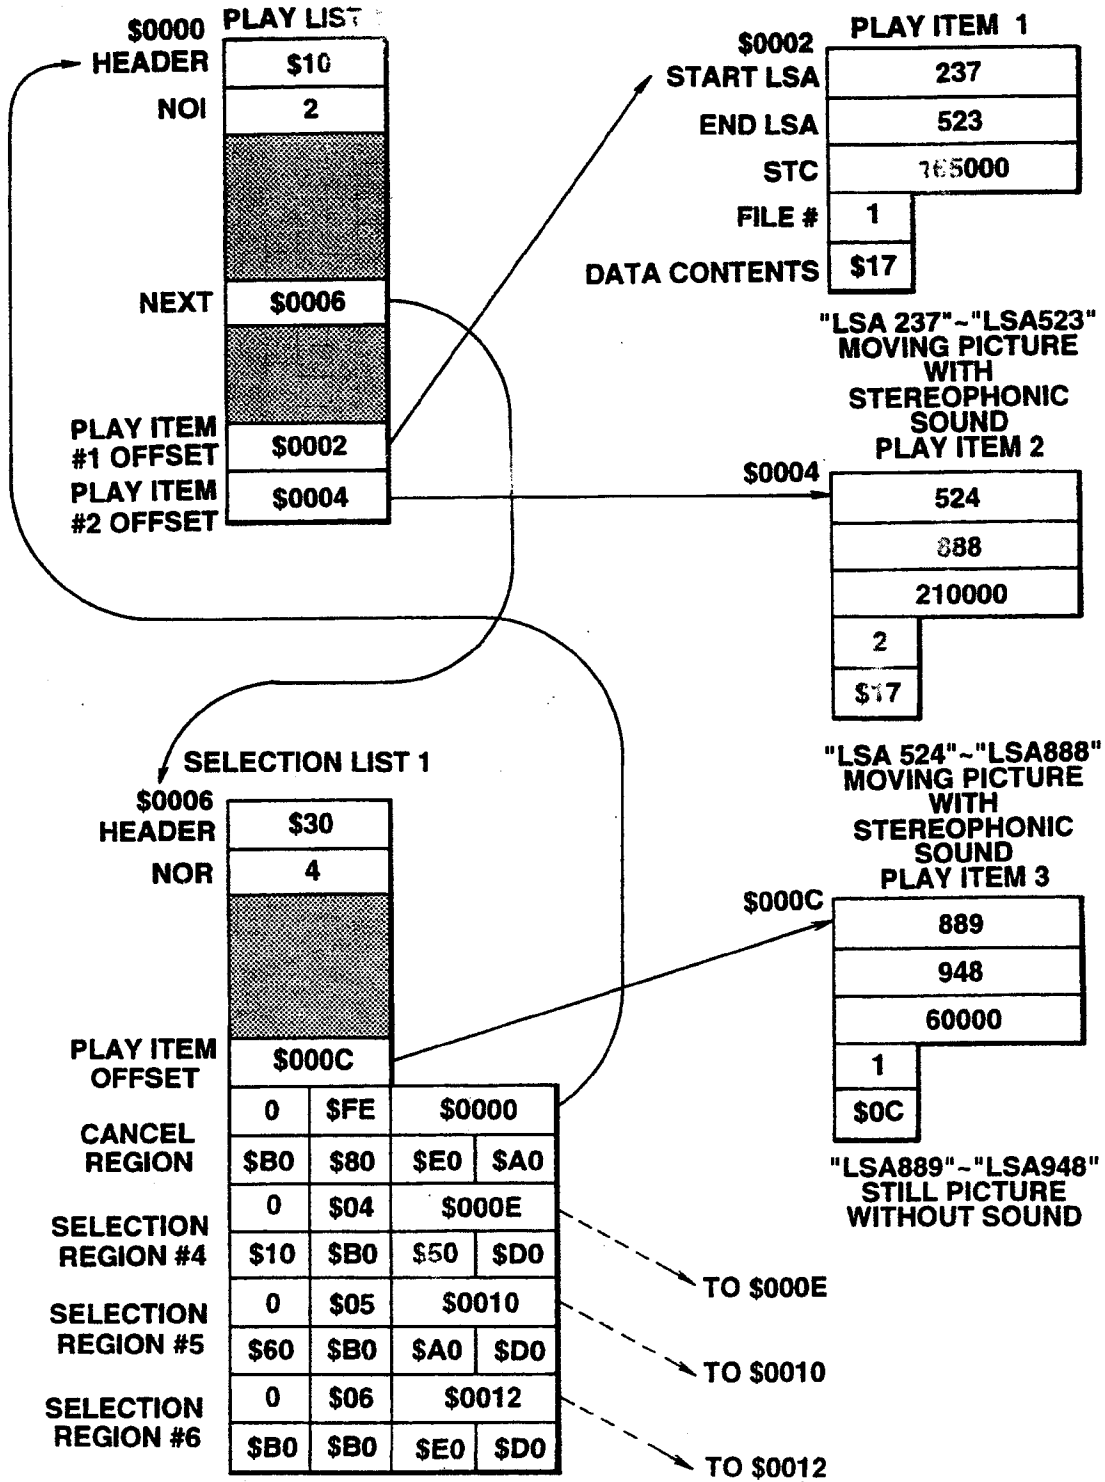 PLAY LIST
$0000
HEADER $10
NOI 2
NEXT $0006
PLAY ITEM
#1 OFFSET $0002
PLAY ITEM
#2 OFFSET $0004
PLAY ITEM 1
$0002
START LSA 237
END LSA 523
STC 165000
FILE # 1
DATA CONTENTS $17
"LSA 237"~"LSA523"
MOVING PICTURE
WITH
STEREOPHONIC
SOUND
PLAY ITEM 2
$0004
524
888
210000
2
$17
"LSA 524"~"LSA888"
MOVING PICTURE
WITH
STEREOPHONIC
SOUND
PLAY ITEM 3
$000C
889
948
60000
1
$0C
"LSA889"~"LSA948"
STILL PICTURE
WITHOUT SOUND
SELECTION LIST 1
$0006
HEADER $30
NOR 4
PLAY ITEM
OFFSET $000C
CANCEL
REGION
0 $FE $0000
$B0 $80 $E0 $A0
SELECTION
REGION #4
0 $04 $000E
$10 $B0 $50 $D0
TO $000E
SELECTION
REGION #5
0 $05 $0010
$60 $B0 $A0 $D0
TO $0010
SELECTION
REGION #6
0 $06 $0012
$B0 $B0 $E0 $D0
TO $0012